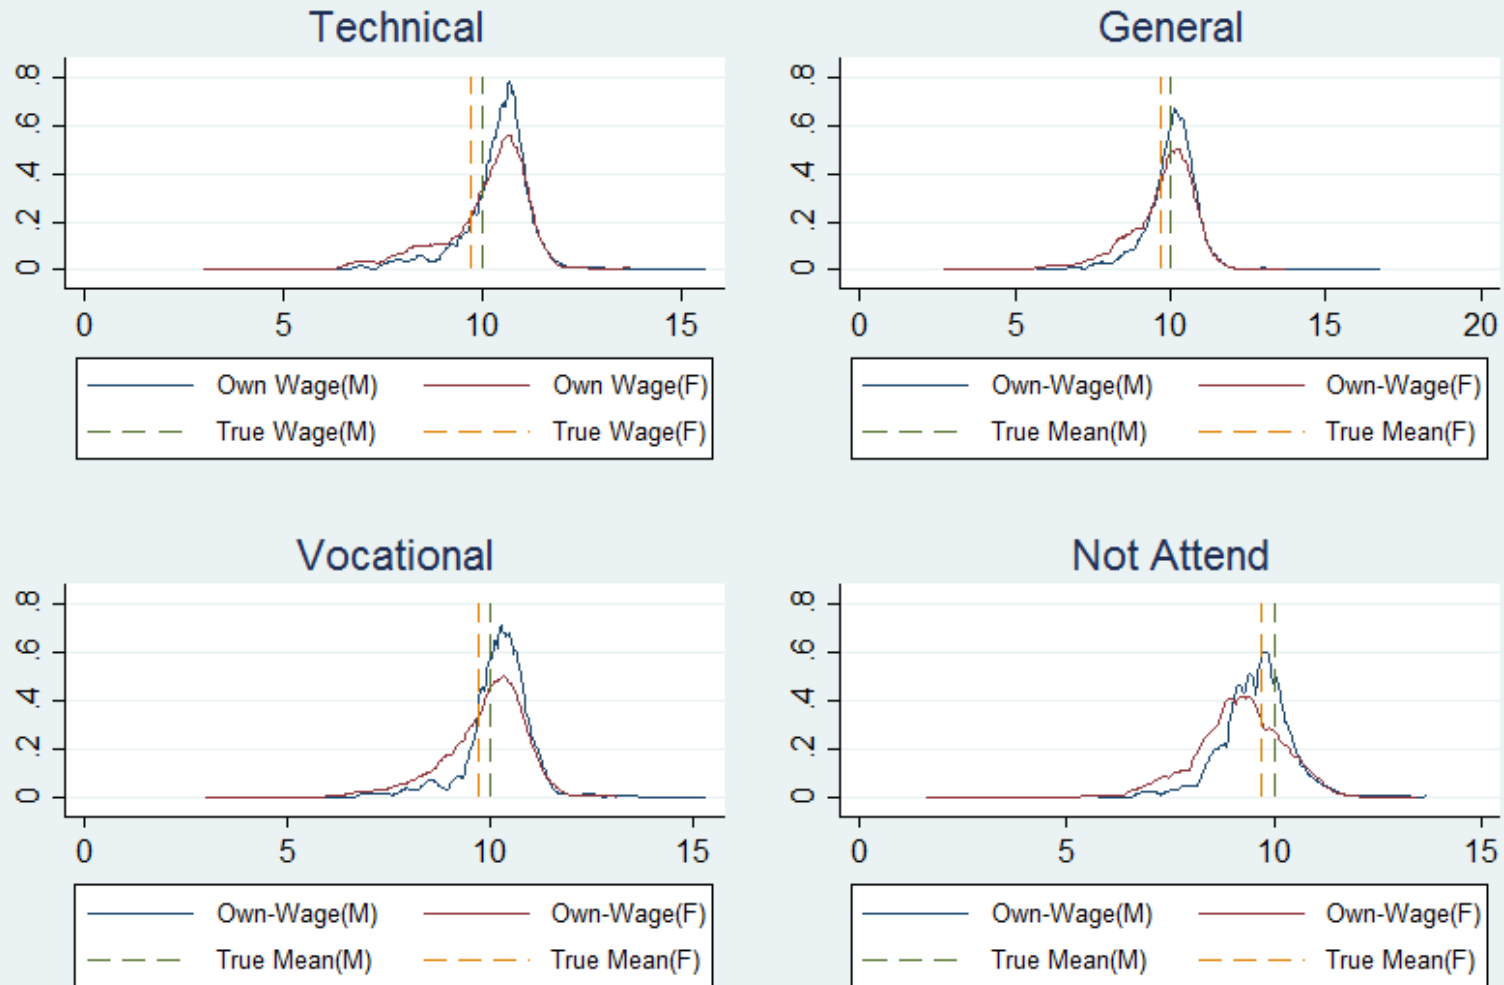 Technical
.8
.6
.4
.2
0
0 5 10 15
Own Wage(M) Own Wage(F)
True Wage(M) True Wage(F)
General
.8
.6
.4
.2
0
0 5 10 15 20
Own-Wage(M) Own-Wage(F)
True Mean(M) True Mean(F)
Vocational
.8
.6
.4
.2
0
0 5 10 15
Own-Wage(M) Own-Wage(F)
True Mean(M) True Mean(F)
Not Attend
.8
.6
.4
.2
0
0 5 10 15
Own-Wage(M) Own-Wage(F)
True Mean(M) True Mean(F)